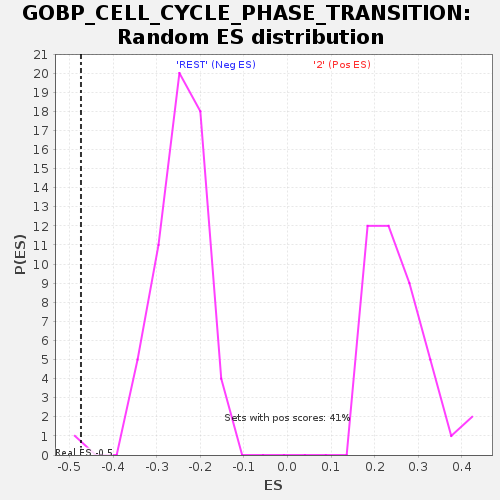 GOBP_CELL_CYCLE_PHASE_TRANSITION:
Random ES distribution
'REST' (Neg ES)
'2' (Pos ES)
21
20
19
18
17
16
15
14
13
12
11
10
9
8
7
6
5
4
3
2
1
0
P(ES)
Sets with pos scores: 41%
Real ES -0.5
-0.5 -0.4 -0.3 -0.2 -0.1 0.0 0.1 0.2 0.3 0.4
ES